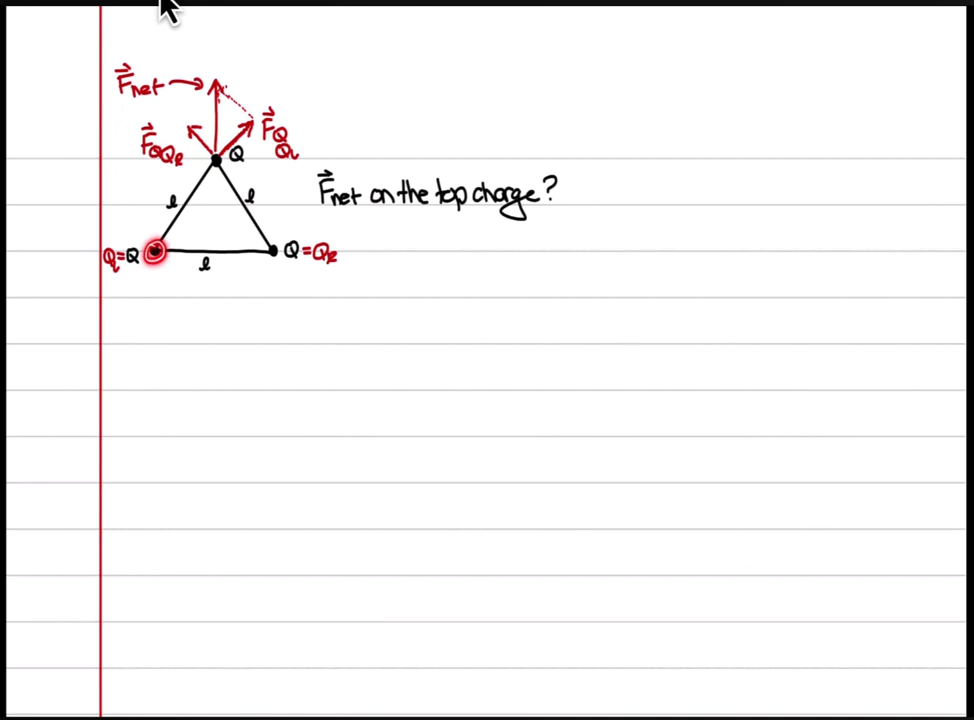 F⃗net
F⃗QQR
F⃗QQL
Q
l
l
F⃗net on the top charge?
QL=Q
Q=QR
l